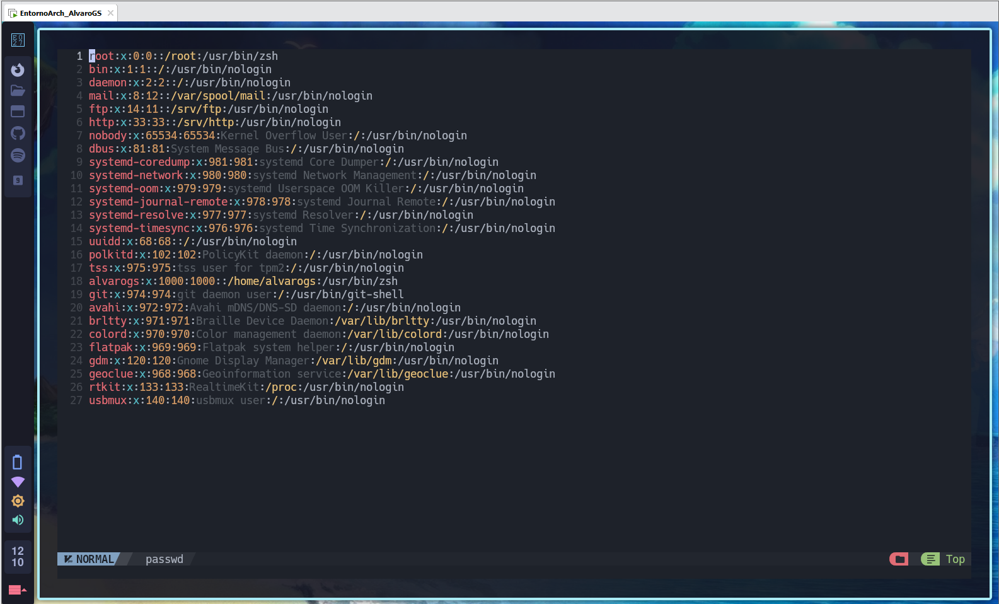 EntornoArch_AlvaroGS
1 root:x:0:0::/root:/usr/bin/zsh
2 bin:x:1:1::/:/usr/bin/nologin
3 daemon:x:2:2::/:/usr/bin/nologin
4 mail:x:8:12::/var/spool/mail:/usr/bin/nologin
5 ftp:x:14:11::/srv/ftp:/usr/bin/nologin
6 http:x:33:33::/srv/http:/usr/bin/nologin
7 nobody:x:65534:65534:Kernel Overflow User:/:/usr/bin/nologin
8 dbus:x:81:81:System Message Bus:/:/usr/bin/nologin
9 systemd-coredump:x:981:981:systemd Core Dumper:/:/usr/bin/nologin
10 systemd-network:x:980:980:systemd Network Management:/:/usr/bin/nologin
11 systemd-oom:x:979:979:systemd Userspace OOM Killer:/:/usr/bin/nologin
12 systemd-journal-remote:x:978:978:systemd Journal Remote:/:/usr/bin/nologin
13 systemd-resolve:x:977:977:systemd Resolver:/:/usr/bin/nologin
14 systemd-timesync:x:976:976:systemd Time Synchronization:/:/usr/bin/nologin
15 uuidd:x:68:68::/:/usr/bin/nologin
16 polkitd:x:102:102:PolicyKit daemon:/:/usr/bin/nologin
17 tss:x:975:975:tss user for tpm2:/:/usr/bin/nologin
18 alvarogs:x:1000:1000::/home/alvarogs:/usr/bin/zsh
19 git:x:974:974:git daemon user:/:/usr/bin/git-shell
20 avahi:x:972:972:Avahi mDNS/DNS-SD daemon:/:/usr/bin/nologin
21 brltty:x:971:971:Braille Device Daemon:/var/lib/brltty:/usr/bin/nologin
22 colord:x:970:970:Color management daemon:/var/lib/colord:/usr/bin/nologin
23 flatpak:x:969:969:Flatpak system helper:/:/usr/bin/nologin
24 gdm:x:120:120:Gnome Display Manager:/var/lib/gdm:/usr/bin/nologin
25 geoclue:x:968:968:Geoinformation service:/var/lib/geoclue:/usr/bin/nologin
26 rtkit:x:133:133:RealtimeKit:/proc:/usr/bin/nologin
27 usbmux:x:140:140:usbmux user:/:/usr/bin/nologin
9
12
10
NORMAL passwd Top